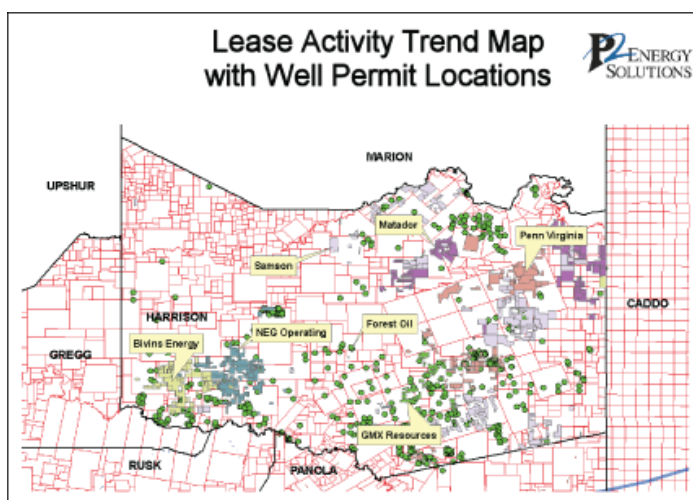 Lease Activity Trend Map
with Well Permit Locations
P2 ENERGY
SOLUTIONS
MARION
UPSHUR
Matador
Penn Virginia
Samson
CADDO
HARRISON
NEG Operating
Forest Oil
Bivins Energy
GREGG
GMX Resources
RUSK
PANOLA